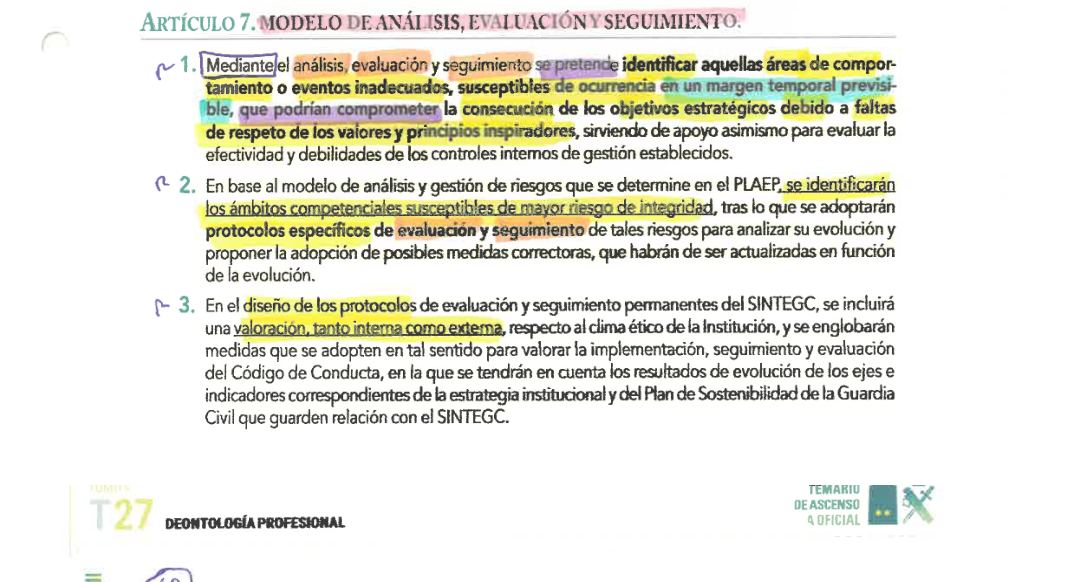 ARTÍCULO 7. MODELO DE ANÁLISIS, EVALUACIÓN Y SEGUIMIENTO.
1. Mediante el análisis, evaluación y seguimiento se pretende identificar aquellas áreas de compor-
tamiento o eventos inadecuados, susceptibles de ocurrencia en un margen temporal previsi-
ble, que podrían comprometer la consecución de los objetivos estratégicos debido a faltas
de respeto de los valores y principios inspiradores, sirviendo de apoyo asimismo para evaluar la
efectividad y debilidades de los controles internos de gestión establecidos.
2. En base al modelo de análisis y gestión de riesgos que se determine en el PLAEP, se identificarán
los ámbitos competenciales susceptibles de mayor riesgo de integridad, tras lo que se adoptarán
protocolos específicos de evaluación y seguimiento de tales riesgos para analizar su evolución y
proponer la adopción de posibles medidas correctoras, que habrán de ser actualizadas en función
de la evolución.
3. En el diseño de los protocolos de evaluación y seguimiento permanentes del SINTEGC, se incluirá
una valoración, tanto interna como externa, respecto al clima ético de la Institución, y se englobarán
medidas que se adopten en tal sentido para valorar la implementación, seguimiento y evaluación
del Código de Conducta, en la que se tendrán en cuenta los resultados de evolución de los ejes e
indicadores correspondientes de la estrategia institucional y del Plan de Sostenibilidad de la Guardia
Civil que guarden relación con el SINTEGC.
T27 DEONTOLOGÍA PROFESIONAL
TEMARIO
DE ASCENSO
A OFICIAL